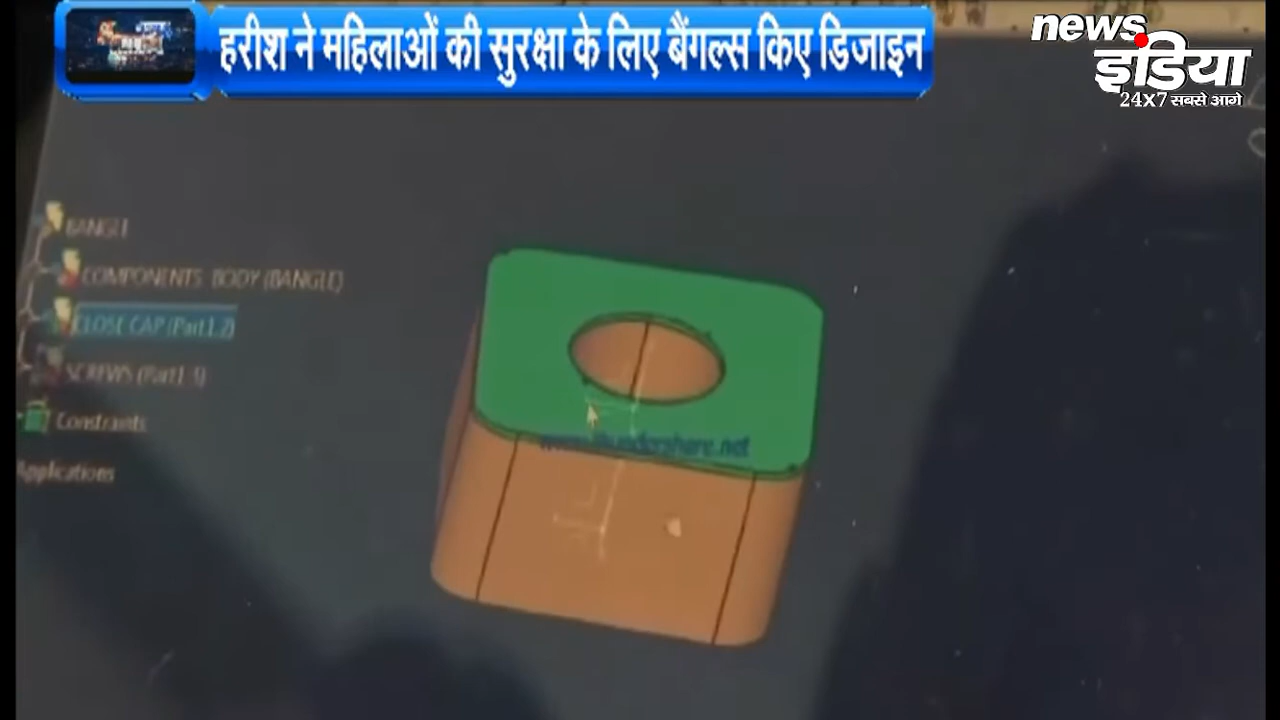 हरीश ने महिलाओं की सुरक्षा के लिए बैंगल्स किए डिजाइन
news
इंडिया
24x7 सबसे आगे
BANGLE
COMPONENTS BODY (BANGLE)
CLOSE CAP (Part1.2)
SCREWS (Part1.3)
Constraints
Applications